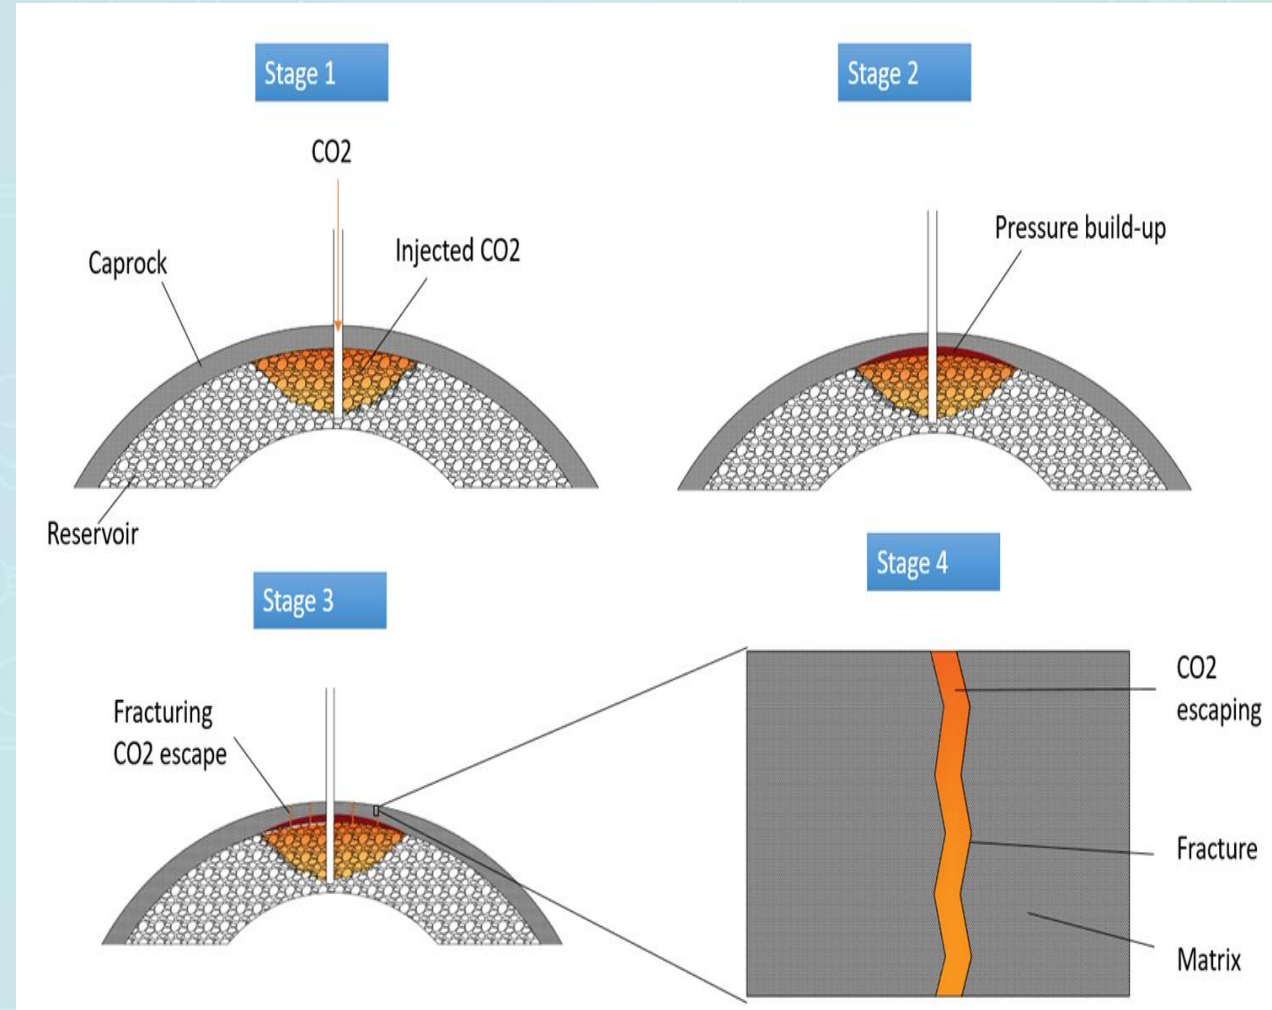 Stage 1
CO2
Caprock
Injected CO2
Reservoir
Stage 2
Pressure build-up
Stage 3
Fracturing
CO2 escape
Stage 4
CO2
escaping
Fracture
Matrix